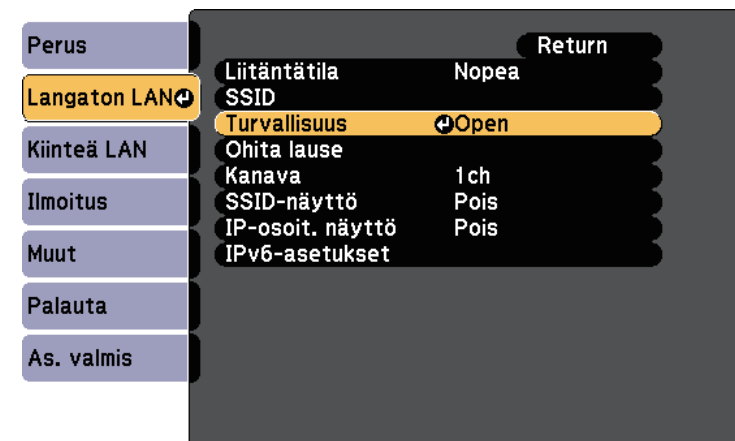 Perus
Langaton LAN
Kiinteä LAN
Ilmoitus
Muut
Palauta
As. valmis
Return
Liitäntätila Nopea
SSID
Turvallisuus Open
Ohita lause
Kanava 1ch
SSID-näyttö Pois
IP-osoit. näyttö Pois
IPv6-asetukset